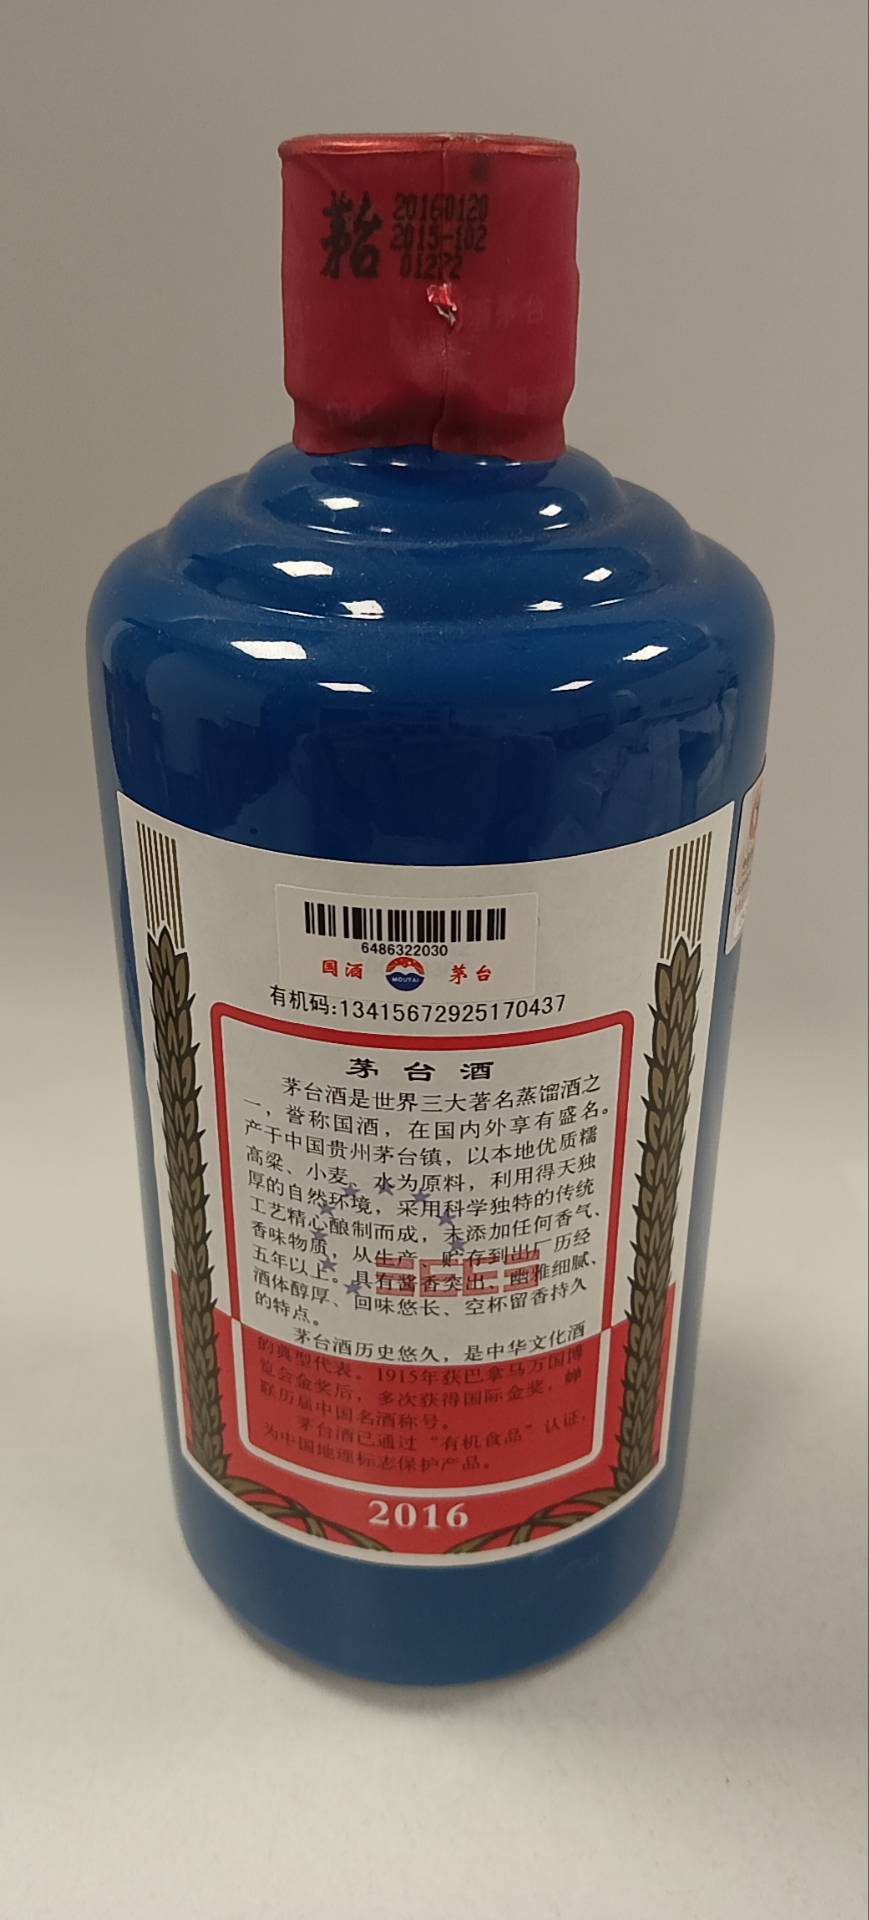 茅台
20160120
2015-102
01272
6486322030
国酒
MOUTAI
茅台
有机码:13415672925170437
茅台酒
茅台酒是世界三大著名蒸馏酒之
一，誉称国酒，在国内外享有盛名。
产于中国贵州茅台镇，以本地优质糯
高粱、小麦、水为原料，利用得天独
厚的自然环境，采用科学独特的传统
工艺精心酿制而成，未添加任何香气、
香味物质，从生产、贮存到出厂历经
五年以上。具有酱香突出、幽雅细腻、
酒体醇厚、回味悠长、空杯留香持久
的特点。
茅台酒历史悠久，是中华文化酒
的典型代表。1915年获巴拿马万国博
览会金奖后，多次获得国际金奖，蝉
联历届中国名酒称号。
茅台酒已通过“有机食品”认证，
为中国地理标志保护产品。
2016